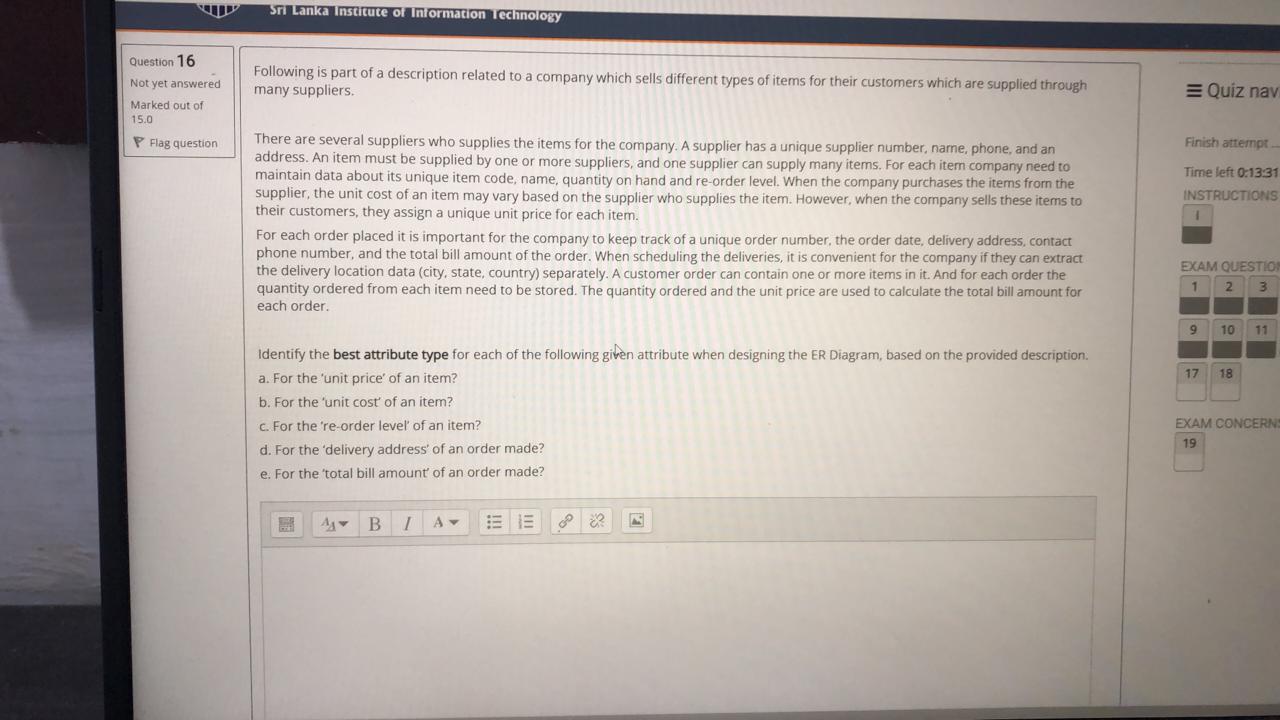 Sri Lanka Institute of Information Technology
Question 16
Not yet answered
Marked out of
15.0
Flag question
Following is part of a description related to a company which sells different types of items for their customers which are supplied through
many suppliers.
There are several suppliers who supplies the items for the company. A supplier has a unique supplier number, name, phone, and an
address. An item must be supplied by one or more suppliers, and one supplier can supply many items. For each item company need to
maintain data about its unique item code, name, quantity on hand and re-order level. When the company purchases the items from the
supplier, the unit cost of an item may vary based on the supplier who supplies the item. However, when the company sells these items to
their customers, they assign a unique unit price for each item.
For each order placed it is important for the company to keep track of a unique order number, the order date, delivery address, contact
phone number, and the total bill amount of the order. When scheduling the deliveries, it is convenient for the company if they can extract
the delivery location data (city, state, country) separately. A customer order can contain one or more items in it. And for each order the
quantity ordered from each item need to be stored. The quantity ordered and the unit price are used to calculate the total bill amount for
each order.
Identify the best attribute type for each of the following given attribute when designing the ER Diagram, based on the provided description.
a. For the 'unit price' of an item?
b. For the 'unit cost' of an item?
c. For the 're-order level' of an item?
d. For the 'delivery address' of an order made?
e. For the 'total bill amount' of an order made?
B I A
Quiz nav
Finish attempt ...
Time left 0:13:31
INSTRUCTIONS
I
EXAM QUESTIO
1 2 3
9 10 11
17 18
EXAM CONCERNS
19